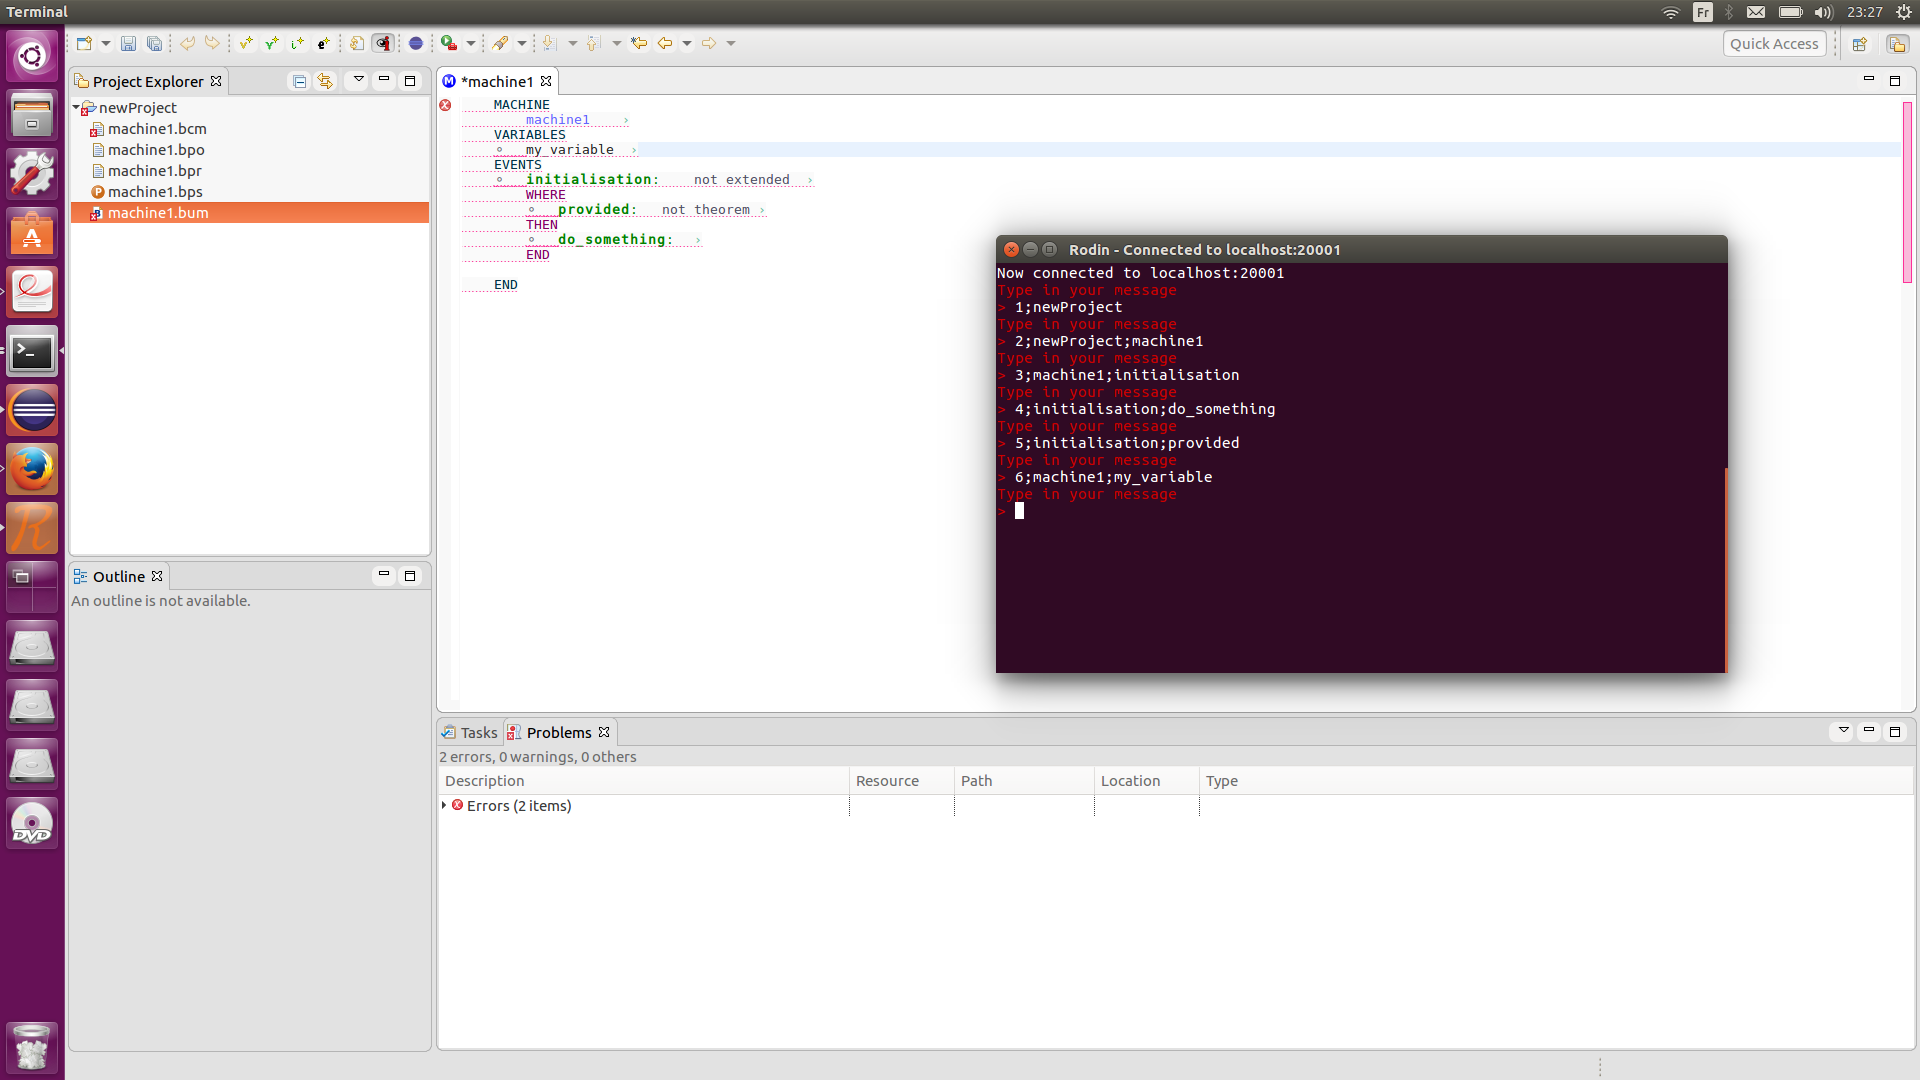 Terminal
Fr
23:27
Quick Access
Project Explorer
newProject
machine1.bcm
machine1.bpo
machine1.bpr
machine1.bps
machine1.bum
*machine1
MACHINE
machine1
VARIABLES
my_variable
EVENTS
initialisation: not extended
WHERE
provided: not theorem
THEN
do_something:
END
END
Rodin - Connected to localhost:20001
Now connected to localhost:20001
Type in your message
> 1;newProject
Type in your message
> 2;newProject;machine1
Type in your message
> 3;machine1;initialisation
Type in your message
> 4;initialisation;do_something
Type in your message
> 5;initialisation;provided
Type in your message
> 6;machine1;my_variable
Type in your message
>
Outline
An outline is not available.
Tasks Problems
2 errors, 0 warnings, 0 others
Description Resource Path Location Type
Errors (2 items)
DVD